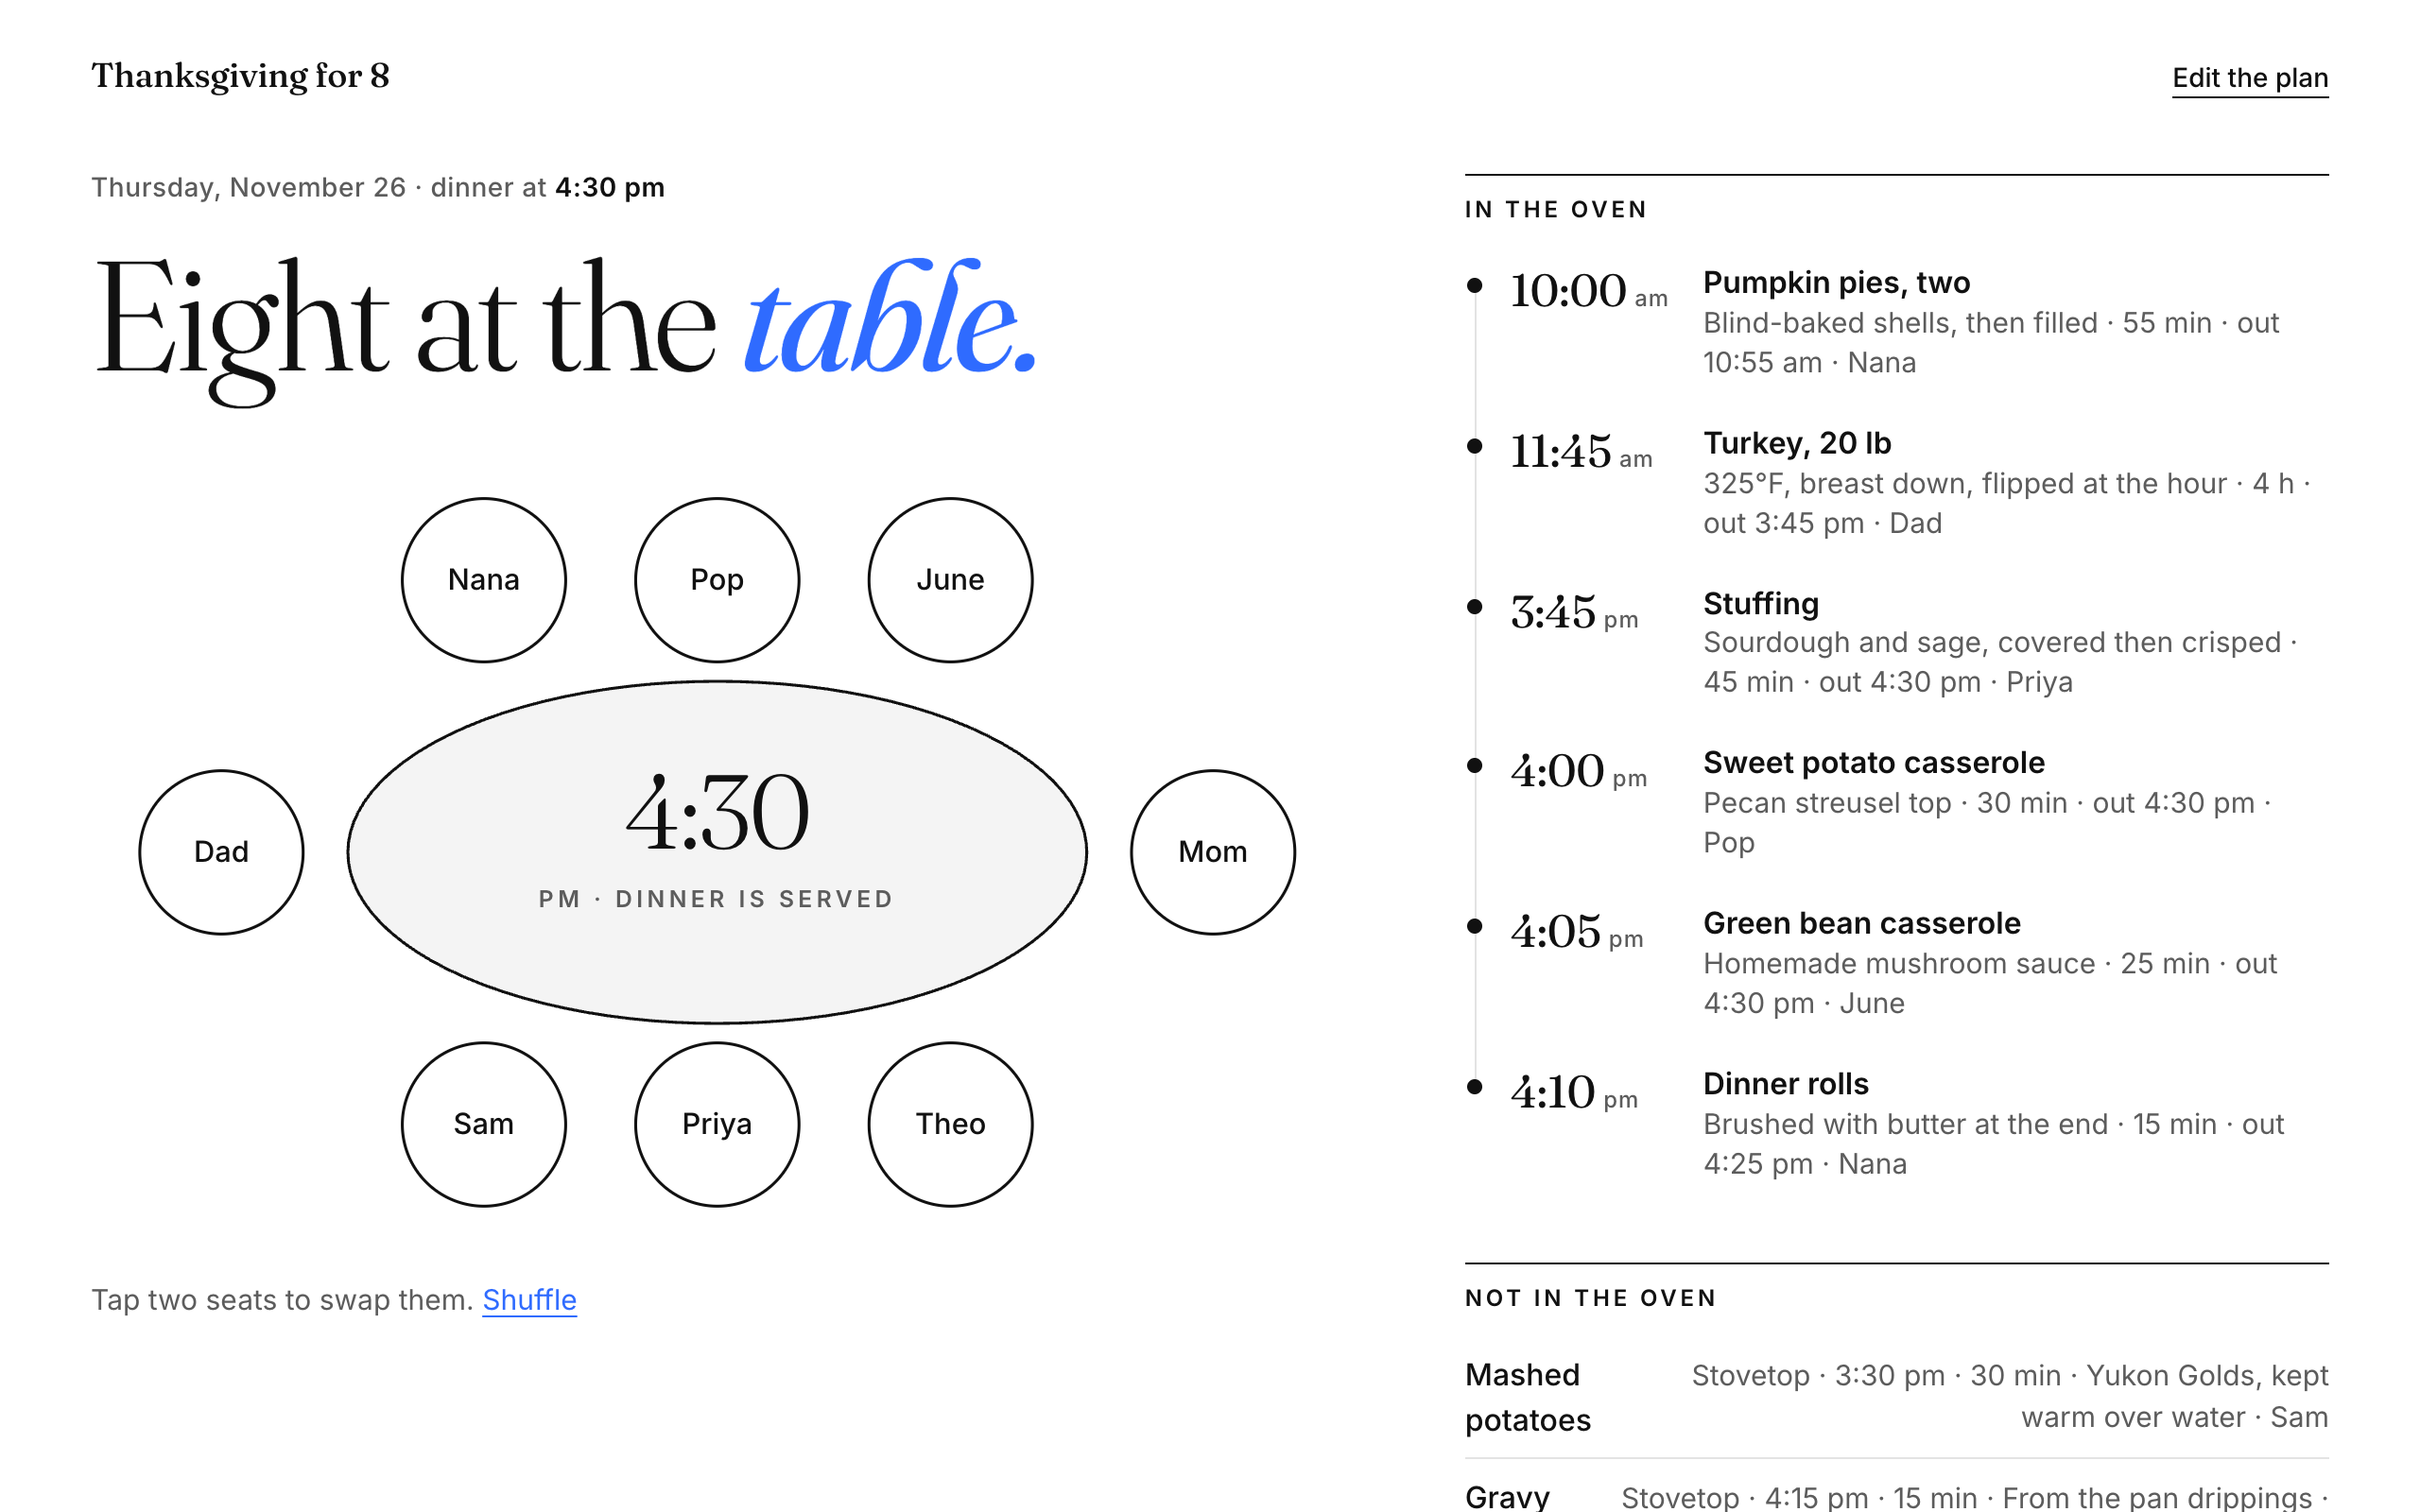 Thanksgiving for 8
Edit the plan
Thursday, November 26 · dinner at 4:30 pm
Eight at the table.
Nana
Pop
June
Dad
4:30
PM · DINNER IS SERVED
Mom
Sam
Priya
Theo
Tap two seats to swap them. Shuffle
IN THE OVEN
10:00 am
Pumpkin pies, two
Blind-baked shells, then filled · 55 min · out
10:55 am · Nana
11:45 am
Turkey, 20 lb
325°F, breast down, flipped at the hour · 4 h ·
out 3:45 pm · Dad
3:45 pm
Stuffing
Sourdough and sage, covered then crisped ·
45 min · out 4:30 pm · Priya
4:00 pm
Sweet potato casserole
Pecan streusel top · 30 min · out 4:30 pm ·
Pop
4:05 pm
Green bean casserole
Homemade mushroom sauce · 25 min · out
4:30 pm · June
4:10 pm
Dinner rolls
Brushed with butter at the end · 15 min · out
4:25 pm · Nana
NOT IN THE OVEN
Mashed
potatoes
Stovetop · 3:30 pm · 30 min · Yukon Golds, kept
warm over water · Sam
Gravy
Stovetop · 4:15 pm · 15 min · From the pan drippings ·